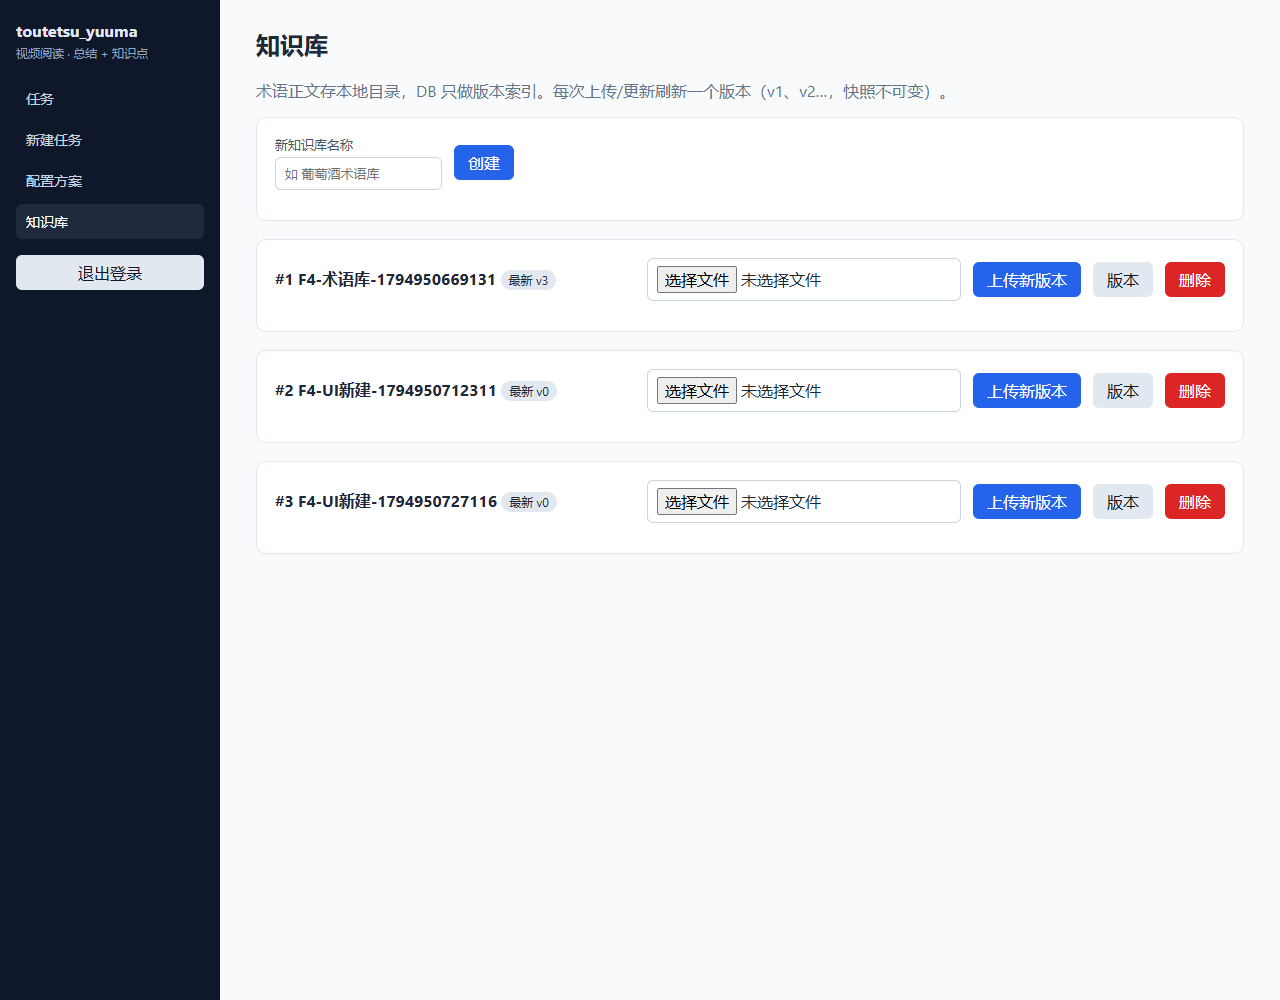 toutetsu_yuuma
视频阅读 · 总结 + 知识点
任务
新建任务
配置方案
知识库
退出登录
知识库
术语正文存本地目录，DB 只做版本索引。每次上传/更新刷新一个版本（v1、v2…，快照不可变）。
新知识库名称
如 葡萄酒术语库
创建
#1 F4-术语库-1794950669131 最新 v3 选择文件 未选择文件 上传新版本 版本 删除
#2 F4-UI新建-1794950712311 最新 v0 选择文件 未选择文件 上传新版本 版本 删除
#3 F4-UI新建-1794950727116 最新 v0 选择文件 未选择文件 上传新版本 版本 删除